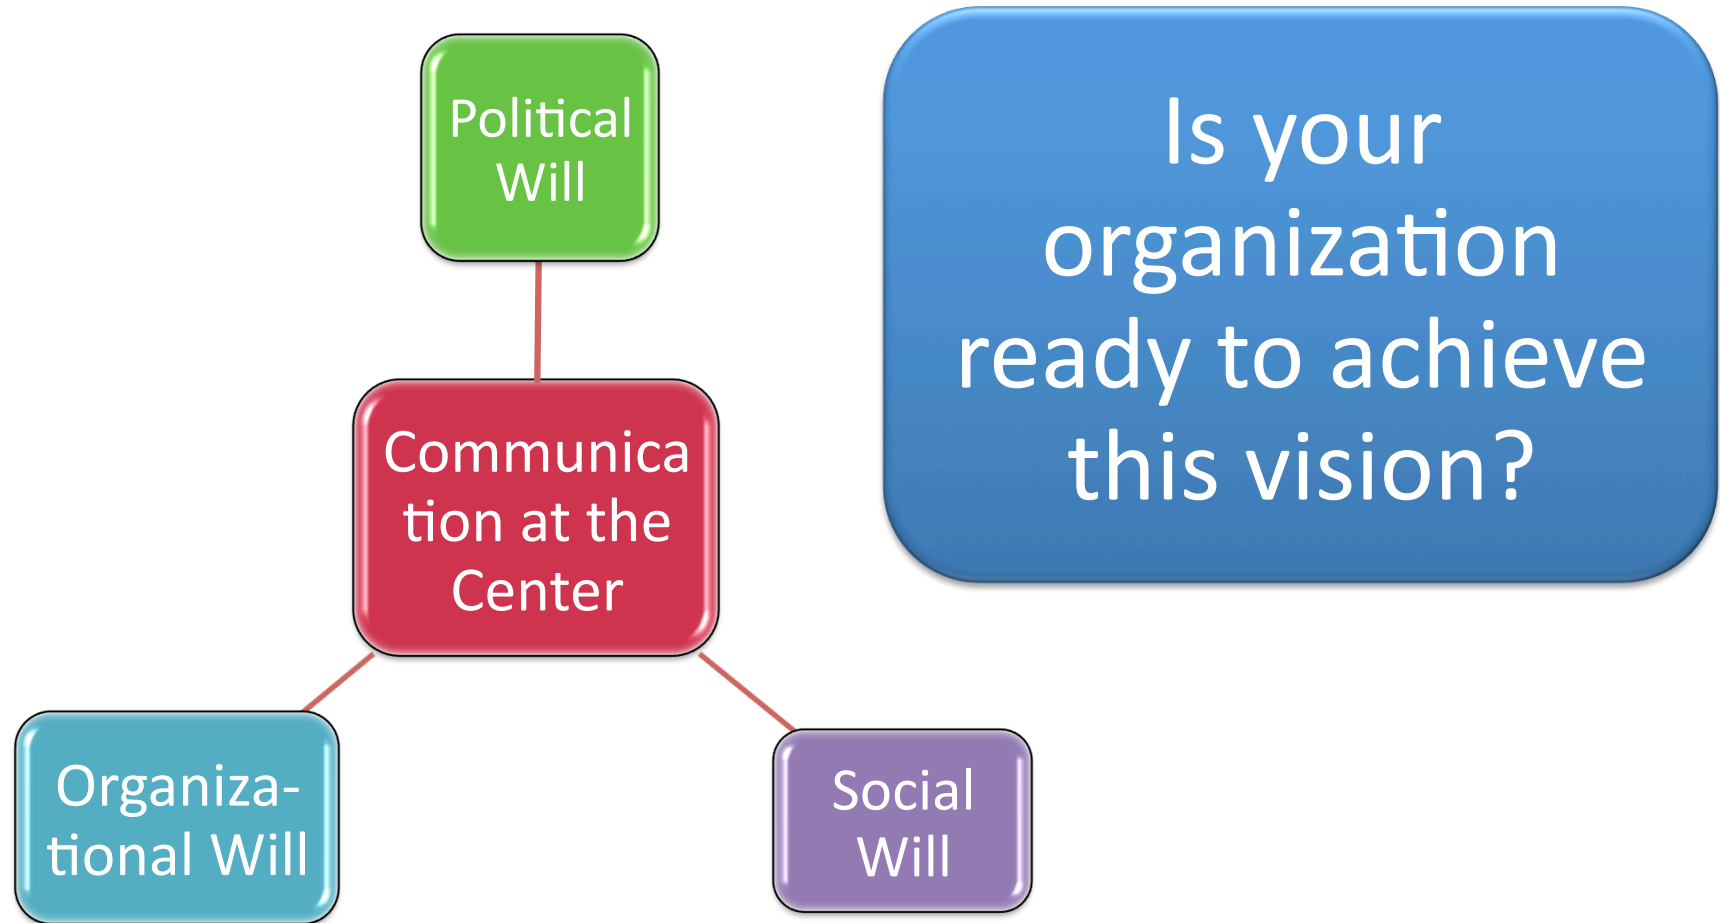 Political
Will
Is your
organization
ready to achieve
this vision?
Communica
tion at the
Center
Organiza-
tional Will
Social
Will